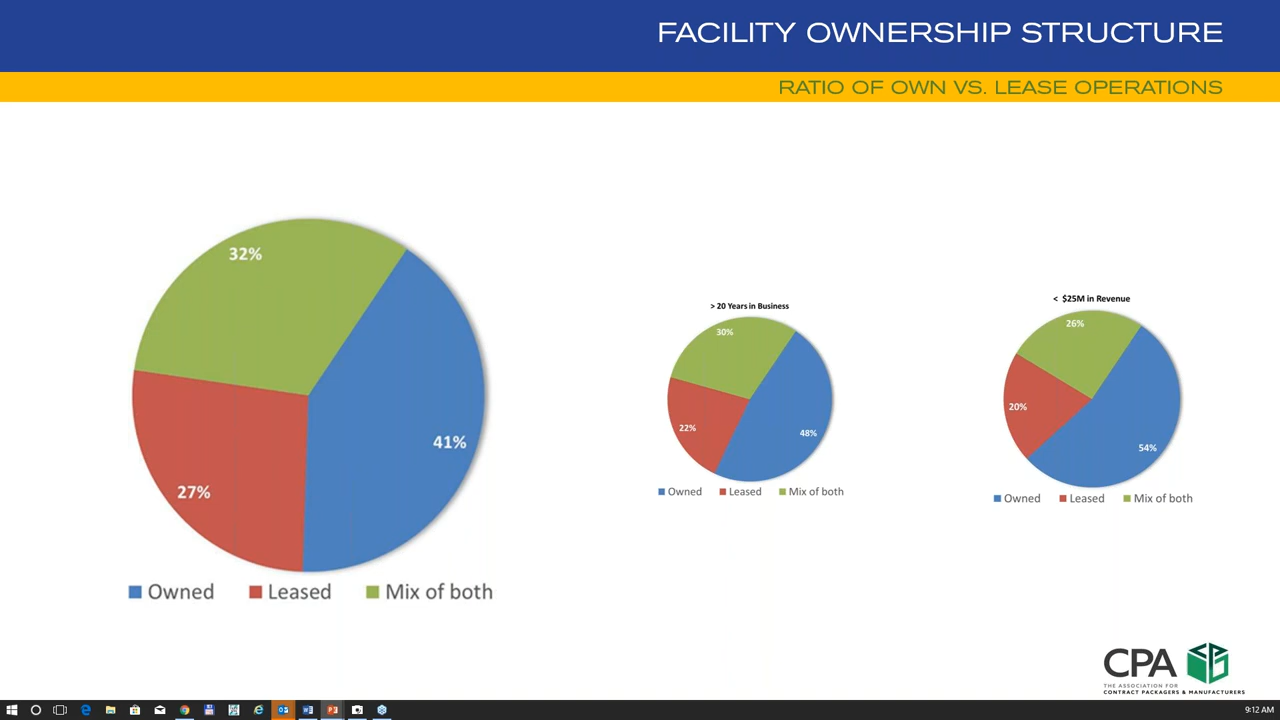 FACILITY OWNERSHIP STRUCTURE
RATIO OF OWN VS. LEASE OPERATIONS
32%
41%
27%
Owned Leased Mix of both
> 20 Years in Business
30%
22%
48%
Owned Leased Mix of both
< $25M in Revenue
26%
20%
54%
Owned Leased Mix of both
CPA
THE ASSOCIATION FOR
CONTRACT PACKAGERS & MANUFACTURERS
9:12 AM